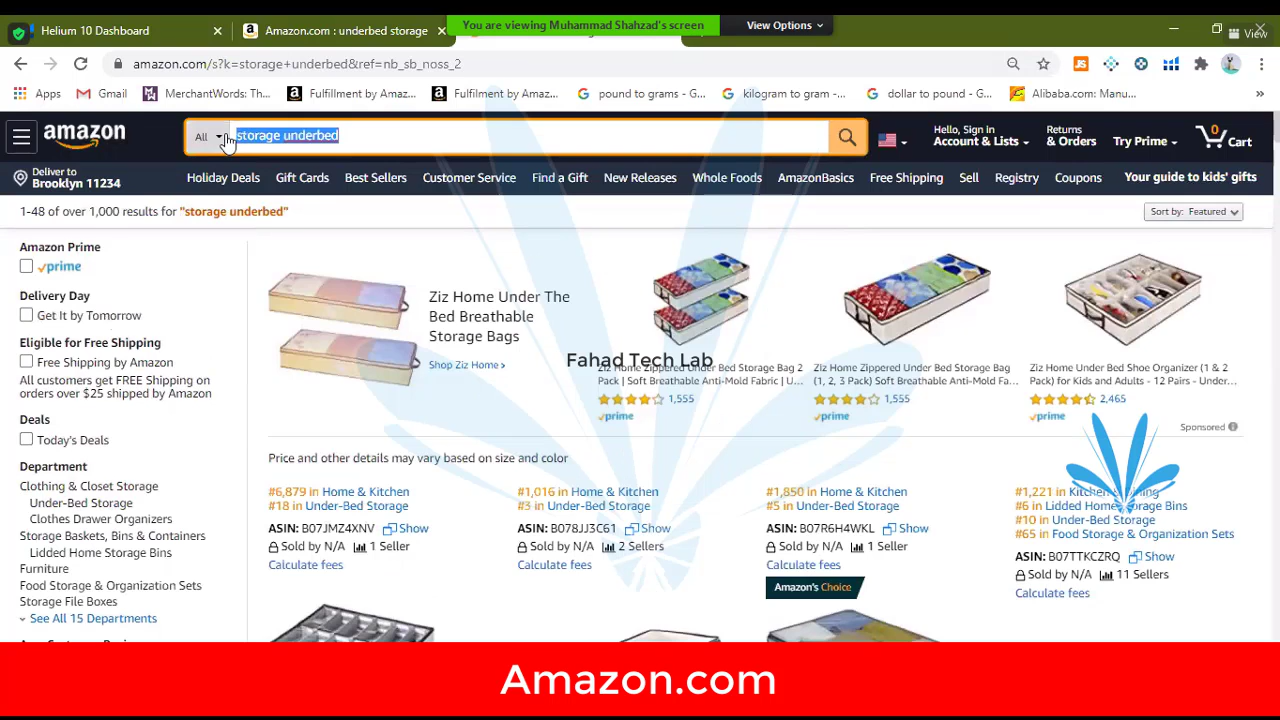 You are viewing Muhammad Shahzad's screen
View Options
Helium 10 Dashboard
Amazon.com : underbed storage
View
amazon.com/s?k=storage+underbed&ref=nb_sb_noss_2
Apps
Gmail
MerchantWords: Th...
Fulfillment by Amaz...
Fulfillment by Amaz...
pound to grams - G...
kilogram to gram -...
dollar to pound - G...
Alibaba.com: Manu...
amazon
All
storage underbed
Hello, Sign in
Account & Lists
Returns
& Orders
Try Prime
0
Cart
Deliver to
Brooklyn 11234
Holiday Deals
Gift Cards
Best Sellers
Customer Service
Find a Gift
New Releases
Whole Foods
AmazonBasics
Free Shipping
Sell
Registry
Coupons
Your guide to kids' gifts
1-48 of over 1,000 results for "storage underbed"
Sort by: Featured
Amazon Prime
prime
Delivery Day
Get It by Tomorrow
Eligible for Free Shipping
Free Shipping by Amazon
All customers get FREE Shipping on
orders over $25 shipped by Amazon
Deals
Today's Deals
Department
Clothing & Closet Storage
Under-Bed Storage
Clothes Drawer Organizers
Storage Baskets, Bins & Containers
Lidded Home Storage Bins
Furniture
Food Storage & Organization Sets
Storage File Boxes
See All 15 Departments
Ziz Home Under The
Bed Breathable
Storage Bags
Shop Ziz Home ›
Fahad Tech Lab
Ziz Home Zippered Under Bed Storage Bag 2
Pack | Soft Breathable Anti-Mold Fabric | U...
1,555
prime
Ziz Home Zippered Under Bed Storage Bag
(1, 2, 3 Pack) Soft Breathable Anti-Mold Fa...
1,555
prime
Ziz Home Under Bed Shoe Organizer (1 & 2
Pack) for Kids and Adults - 12 Pairs - Under...
2,465
prime
Sponsored
Price and other details may vary based on size and color
#6,879 in Home & Kitchen
#18 in Under-Bed Storage
ASIN: B07JMZ4XNV Show
Sold by N/A 1 Seller
Calculate fees
#1,016 in Home & Kitchen
#3 in Under-Bed Storage
ASIN: B078JJ3C61 Show
Sold by N/A 2 Sellers
Calculate fees
#1,850 in Home & Kitchen
#5 in Under-Bed Storage
ASIN: B07R6H4WKL Show
Sold by N/A 1 Seller
Calculate fees
Amazon's Choice
#1,221 in
#6 in Lidded Home Storage Bins
#10 in Under-Bed Storage
#65 in Food Storage & Organization Sets
ASIN: B07TTKCZRQ Show
Sold by N/A 11 Sellers
Calculate fees
Amazon.com